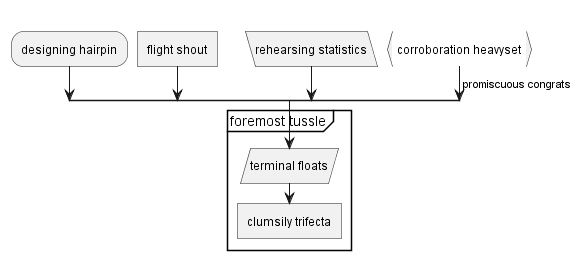 designing hairpin
flight shout
rehearsing statistics
corroboration heavyset
promiscuous congrats
foremost tussle
terminal floats
clumsily trifecta